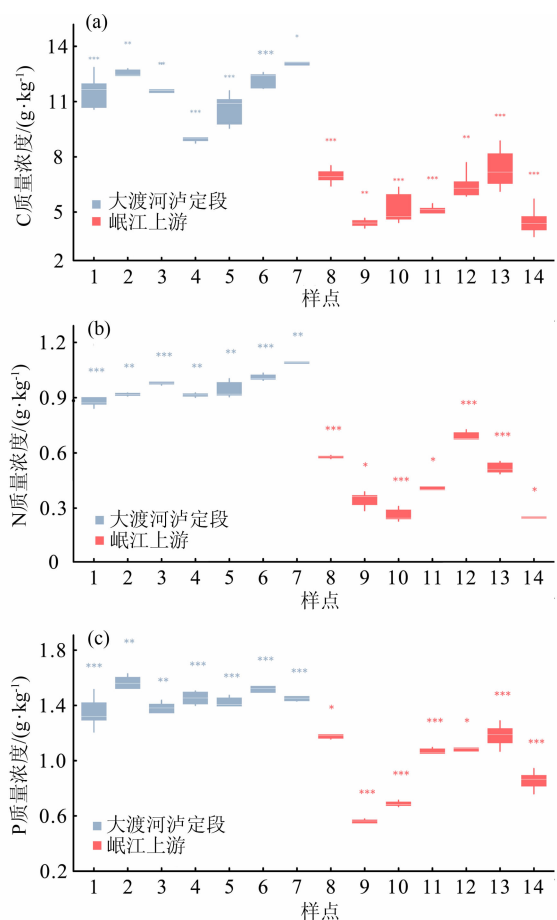 (a)
C质量浓度/(g·kg⁻¹)
14
11
7
5
2
*** ** ** *** *** *** * *** ** *** *** ** *** ***
大渡河泸定段
岷江上游
1 2 3 4 5 6 7 8 9 10 11 12 13 14
样点
(b)
N质量浓度/(g·kg⁻¹)
1.2
0.9
0.6
0.3
0
*** ** *** ** ** *** ** *** * *** * *** *** *
大渡河泸定段
岷江上游
1 2 3 4 5 6 7 8 9 10 11 12 13 14
样点
(c)
P质量浓度/(g·kg⁻¹)
1.8
1.4
1.0
0.6
0.2
*** ** ** *** *** *** *** * *** *** *** * *** ***
大渡河泸定段
岷江上游
1 2 3 4 5 6 7 8 9 10 11 12 13 14
样点